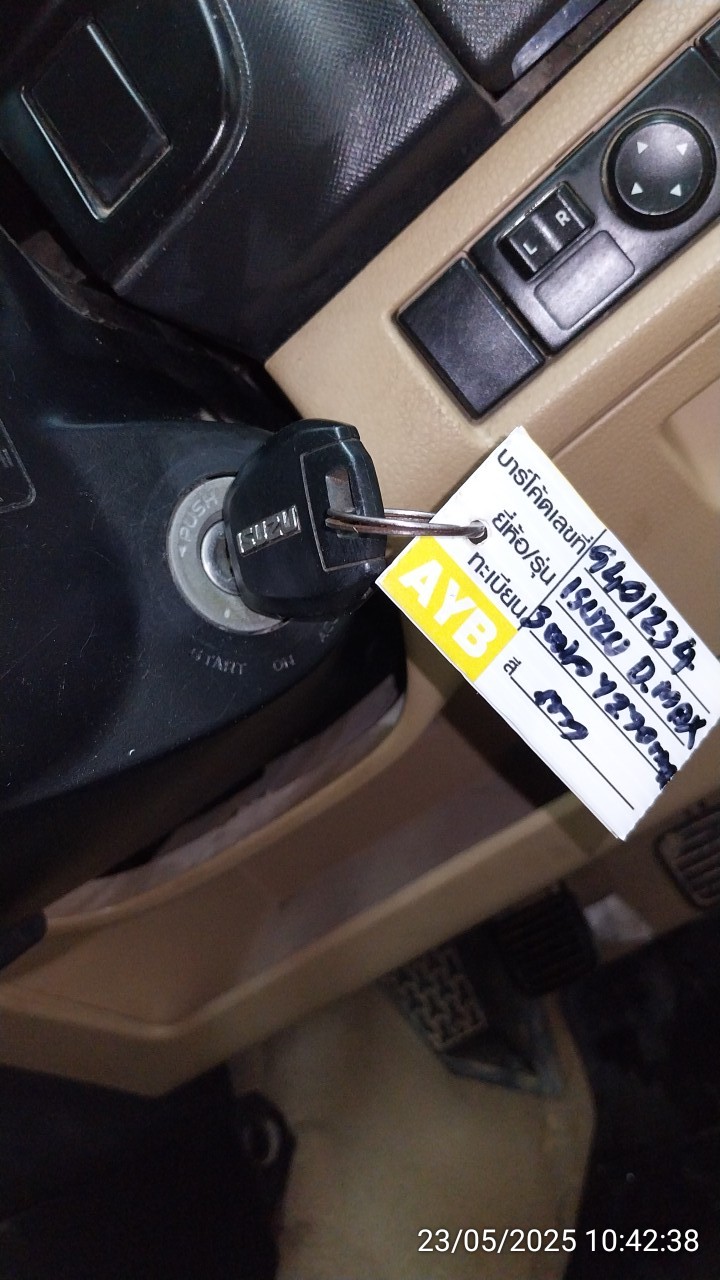 L R
PUSH
ISUZU
START ON
บาร์โค้ดเลขที่ 9401234
ยี่ห้อ/รุ่น ISUZU D.MAX
AYB
ทะเบียน
สี
23/05/2025 10:42:38